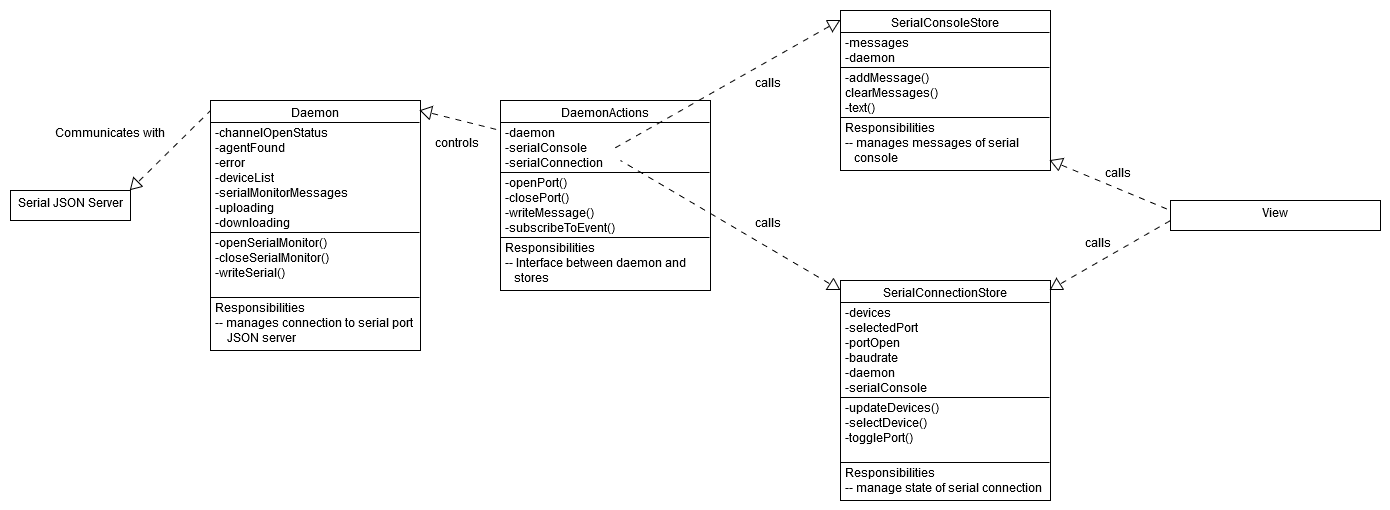 Serial JSON Server
Communicates with
Daemon
-channelOpenStatus
-agentFound
-error
-deviceList
-serialMonitorMessages
-uploading
-downloading
-openSerialMonitor()
-closeSerialMonitor()
-writeSerial()
Responsibilities
-- manages connection to serial port
JSON server
controls
DaemonActions
-daemon
-serialConsole
-serialConnection
-openPort()
-closePort()
-writeMessage()
-subscribeToEvent()
Responsibilities
-- Interface between daemon and
stores
calls
calls
SerialConsoleStore
-messages
-daemon
-addMessage()
clearMessages()
-text()
Responsibilities
-- manages messages of serial
console
SerialConnectionStore
-devices
-selectedPort
-portOpen
-baudrate
-daemon
-serialConsole
-updateDevices()
-selectDevice()
-togglePort()
Responsibilities
-- manage state of serial connection
calls
calls
View